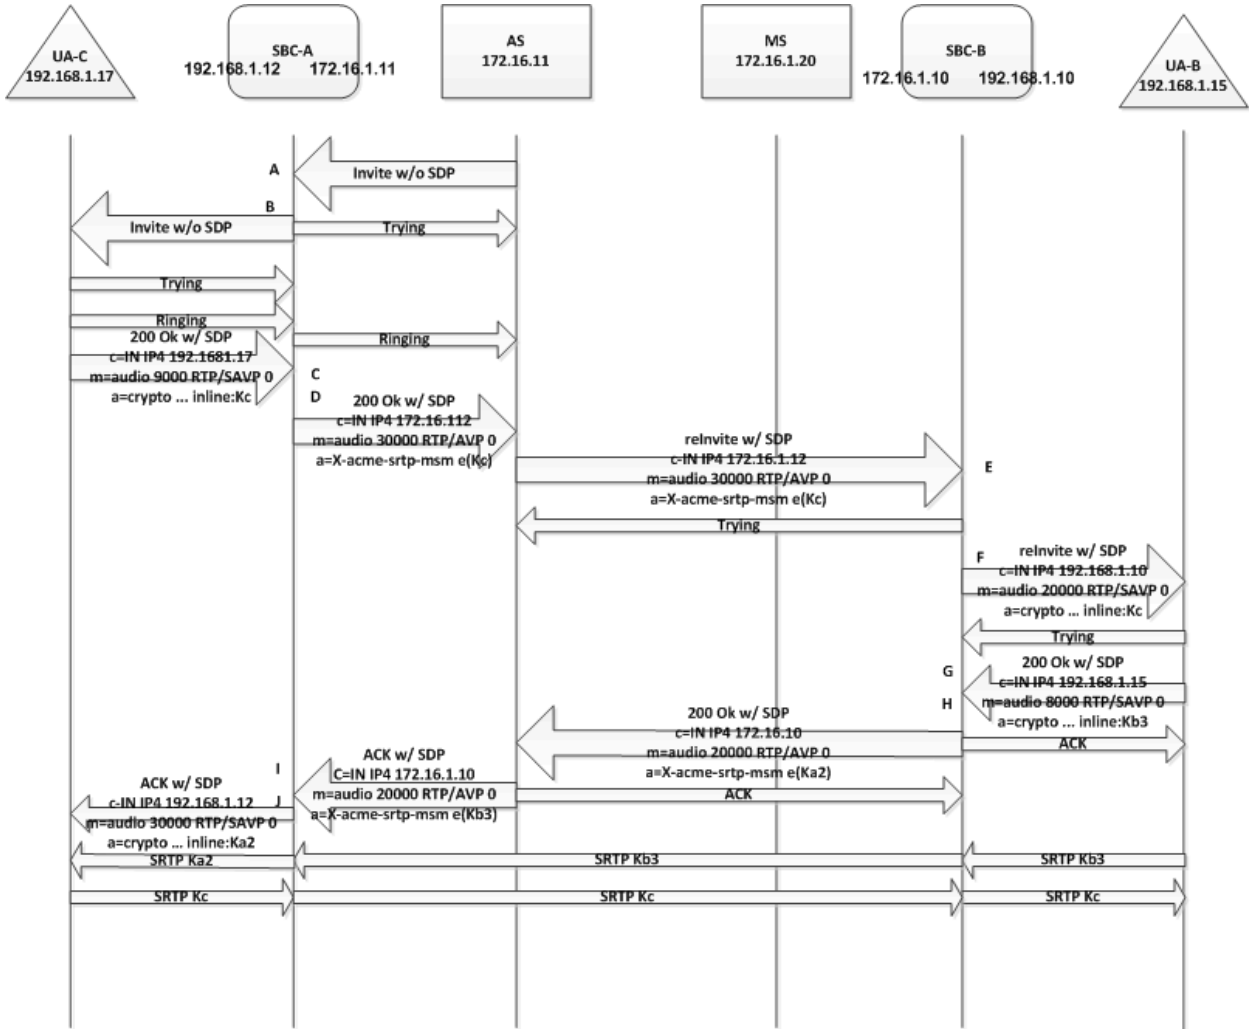 UA-C
192.168.1.17
SBC-A
192.168.1.12 172.16.1.11
AS
172.16.11
MS
172.16.1.20
SBC-B
172.16.1.10 192.168.1.10
UA-B
192.168.1.15
A
Invite w/o SDP
B
Invite w/o SDP
Trying
Trying
Ringing
Ringing
200 Ok w/ SDP
c=IN IP4 192.1681.17
m=audio 9000 RTP/SAVP 0
a=crypto ... inline:Kc
C
D
200 Ok w/ SDP
c=IN IP4 172.16.112
m=audio 30000 RTP/AVP 0
a=X-acme-srtp-msm e(Kc)
reInvite w/ SDP
c-IN IP4 172.16.1.12
m=audio 30000 RTP/AVP 0
a=X-acme-srtp-msm e(Kc)
E
Trying
F
reInvite w/ SDP
c=IN IP4 192.168.1.10
m=audio 20000 RTP/SAVP 0
a=crypto ... inline:Kc
Trying
G
H
200 Ok w/ SDP
c=IN IP4 192.168.1.15
m=audio 8000 RTP/SAVP 0
a=crypto ... inline:Kb3
200 Ok w/ SDP
c=IN IP4 172.16.10
m=audio 20000 RTP/AVP 0
a=X-acme-srtp-msm e(Ka2)
ACK
I
ACK w/ SDP
C=IN IP4 172.16.1.10
m=audio 20000 RTP/AVP 0
a=X-acme-srtp-msm e(Kb3)
ACK
J
ACK w/ SDP
c-IN IP4 192.168.1.12
m=audio 30000 RTP/SAVP 0
a=crypto ... inline:Ka2
SRTP Ka2
SRTP Kb3
SRTP Kb3
SRTP Kc
SRTP Kc
SRTP Kc